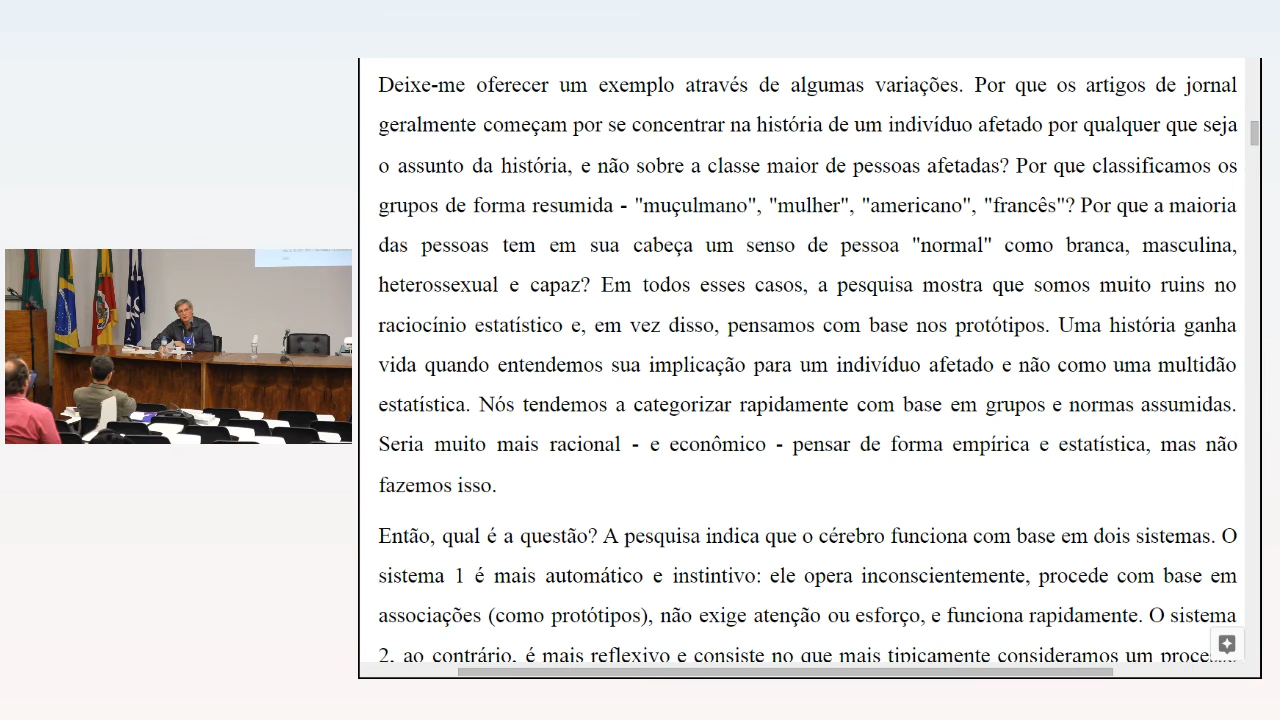 Deixe-me oferecer um exemplo através de algumas variações. Por que os artigos de jornal
geralmente começam por se concentrar na história de um indivíduo afetado por qualquer que seja
o assunto da história, e não sobre a classe maior de pessoas afetadas? Por que classificamos os
grupos de forma resumida - "muçulmano", "mulher", "americano", "francês"? Por que a maioria
das pessoas tem em sua cabeça um senso de pessoa "normal" como branca, masculina,
heterossexual e capaz? Em todos esses casos, a pesquisa mostra que somos muito ruins no
raciocínio estatístico e, em vez disso, pensamos com base nos protótipos. Uma história ganha
vida quando entendemos sua implicação para um indivíduo afetado e não como uma multidão
estatística. Nós tendemos a categorizar rapidamente com base em grupos e normas assumidas.
Seria muito mais racional - e econômico - pensar de forma empírica e estatística, mas não
fazemos isso.
Então, qual é a questão? A pesquisa indica que o cérebro funciona com base em dois sistemas. O
sistema 1 é mais automático e instintivo: ele opera inconscientemente, procede com base em
associações (como protótipos), não exige atenção ou esforço, e funciona rapidamente. O sistema
2, ao contrário, é mais reflexivo e consiste no que mais tipicamente consideramos um processo